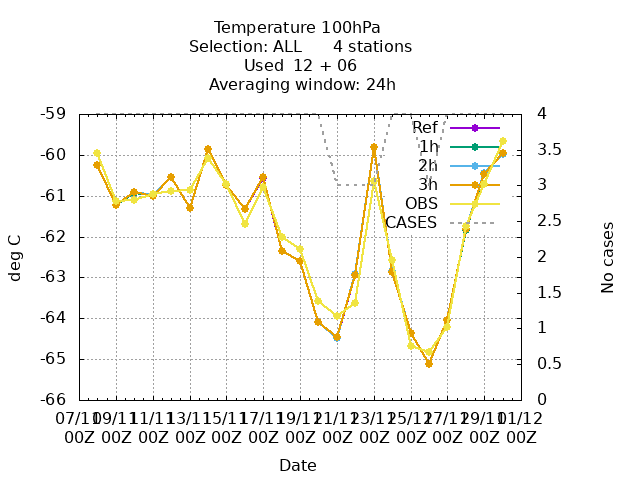 Temperature 100hPa
Selection: ALL 4 stations
Used 12 + 06
Averaging window: 24h
-59
-60
-61
-62
-63
-64
-65
-66
deg C
4
3.5
3
2.5
2
1.5
1
0.5
0
No cases
Ref
1h
2h
3h
OBS
CASES
07/11 09/11 11/11 13/11 15/11 17/11 19/11 21/11 23/11 25/11 27/11 29/11 01/12
00Z 00Z 00Z 00Z 00Z 00Z 00Z 00Z 00Z 00Z 00Z 00Z 00Z
Date